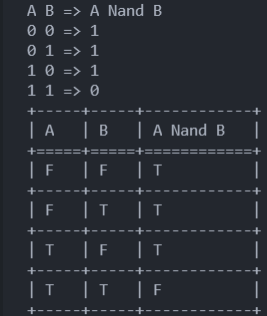 A B => A Nand B
0 0 => 1
0 1 => 1
1 0 => 1
1 1 => 0
+-----+-----+------------+
| A   | B   | A Nand B   |
+=====+=====+============+
| F   | F   | T          |
+-----+-----+------------+
| F   | T   | T          |
+-----+-----+------------+
| T   | F   | T          |
+-----+-----+------------+
| T   | T   | F          |
+-----+-----+------------+